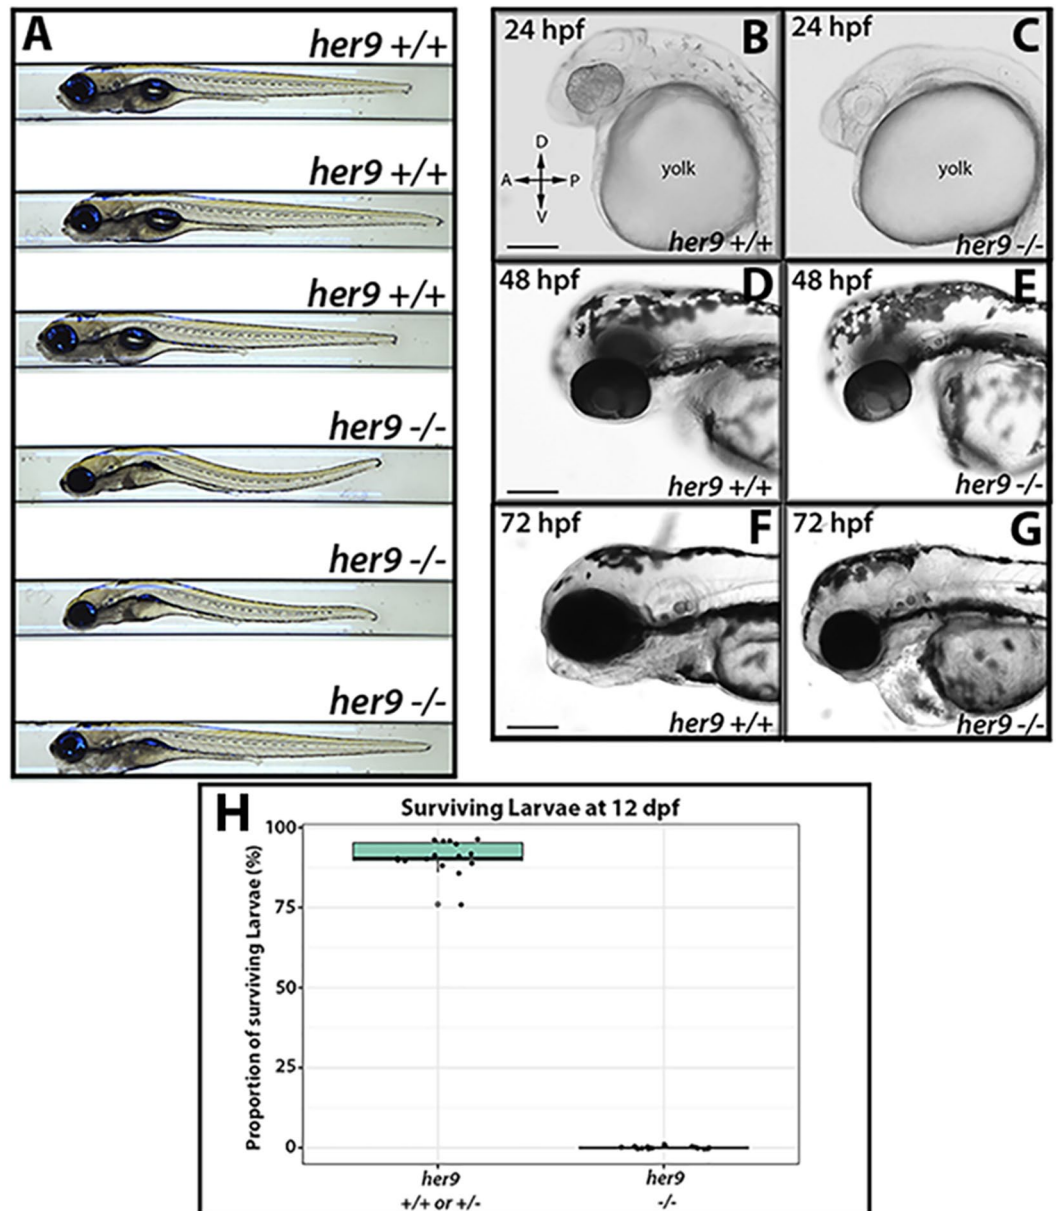 A
her9 +/+
her9 +/+
her9 +/+
her9 -/-
her9 -/-
her9 -/-
24 hpf B
D
A P
V
yolk
her9 +/+
24 hpf C
yolk
her9 -/-
48 hpf D
her9 +/+
48 hpf E
her9 -/-
72 hpf F
her9 +/+
72 hpf G
her9 -/-
H
Surviving Larvae at 12 dpf
Proportion of surviving Larvae (%)
100
75
50
25
0
her9
+/+ or +/-
her9
-/-